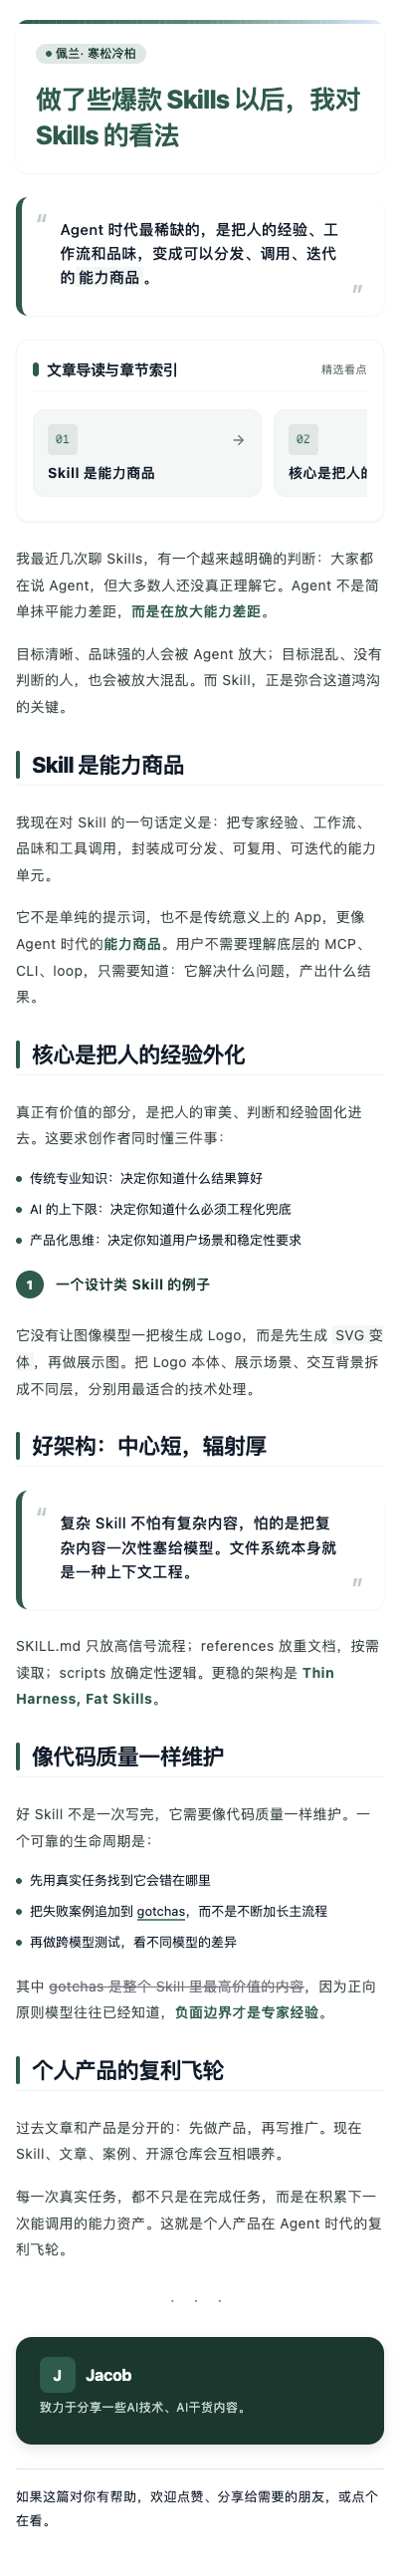 佩兰·寒松冷柏
做了些爆款 Skills 以后，我对
Skills 的看法
“
Agent 时代最稀缺的，是把人的经验、工
作流和品味，变成可以分发、调用、迭代
的 能力商品 。
”
文章导读与章节索引
精选看点
01
→
Skill 是能力商品
02
核心是把人的
我最近几次聊 Skills，有一个越来越明确的判断：大家都
在说 Agent，但大多数人还没真正理解它。Agent 不是简
单抹平能力差距，而是在放大能力差距。
目标清晰、品味强的人会被 Agent 放大；目标混乱、没有
判断的人，也会被放大混乱。而 Skill，正是弥合这道鸿沟
的关键。
Skill 是能力商品
我现在对 Skill 的一句话定义是：把专家经验、工作流、
品味和工具调用，封装成可分发、可复用、可迭代的能力
单元。
它不是单纯的提示词，也不是传统意义上的 App，更像
Agent 时代的能力商品。用户不需要理解底层的 MCP、
CLI、loop，只需要知道：它解决什么问题，产出什么结
果。
核心是把人的经验外化
真正有价值的部分，是把人的审美、判断和经验固化进
去。这要求创作者同时懂三件事：
传统专业知识：决定你知道什么结果算好
AI 的上下限：决定你知道什么必须工程化兜底
产品化思维：决定你知道用户场景和稳定性要求
1 一个设计类 Skill 的例子
它没有让图像模型一把梭生成 Logo，而是先生成 SVG 变
体 ，再做展示图。把 Logo 本体、展示场景、交互背景拆
成不同层，分别用最适合的技术处理。
好架构：中心短，辐射厚
“
复杂 Skill 不怕有复杂内容，怕的是把复
杂内容一次性塞给模型。文件系统本身就
是一种上下文工程。
”
SKILL.md 只放高信号流程；references 放重文档，按需
读取；scripts 放确定性逻辑。更稳的架构是 Thin
Harness, Fat Skills。
像代码质量一样维护
好 Skill 不是一次写完，它需要像代码质量一样维护。一
个可靠的生命周期是：
先用真实任务找到它会错在哪里
把失败案例追加到 gotchas，而不是不断加长主流程
再做跨模型测试，看不同模型的差异
其中 gotchas 是整个 Skill 里最高价值的内容，因为正向
原则模型往往已经知道，负面边界才是专家经验。
个人产品的复利飞轮
过去文章和产品是分开的：先做产品，再写推广。现在
Skill、文章、案例、开源仓库会互相喂养。
每一次真实任务，都不只是在完成任务，而是在积累下一
次能调用的能力资产。这就是个人产品在 Agent 时代的复
利飞轮。
· · ·
J
Jacob
致力于分享一些AI技术、AI干货内容。
如果这篇对你有帮助，欢迎点赞、分享给需要的朋友，或点个
在看。